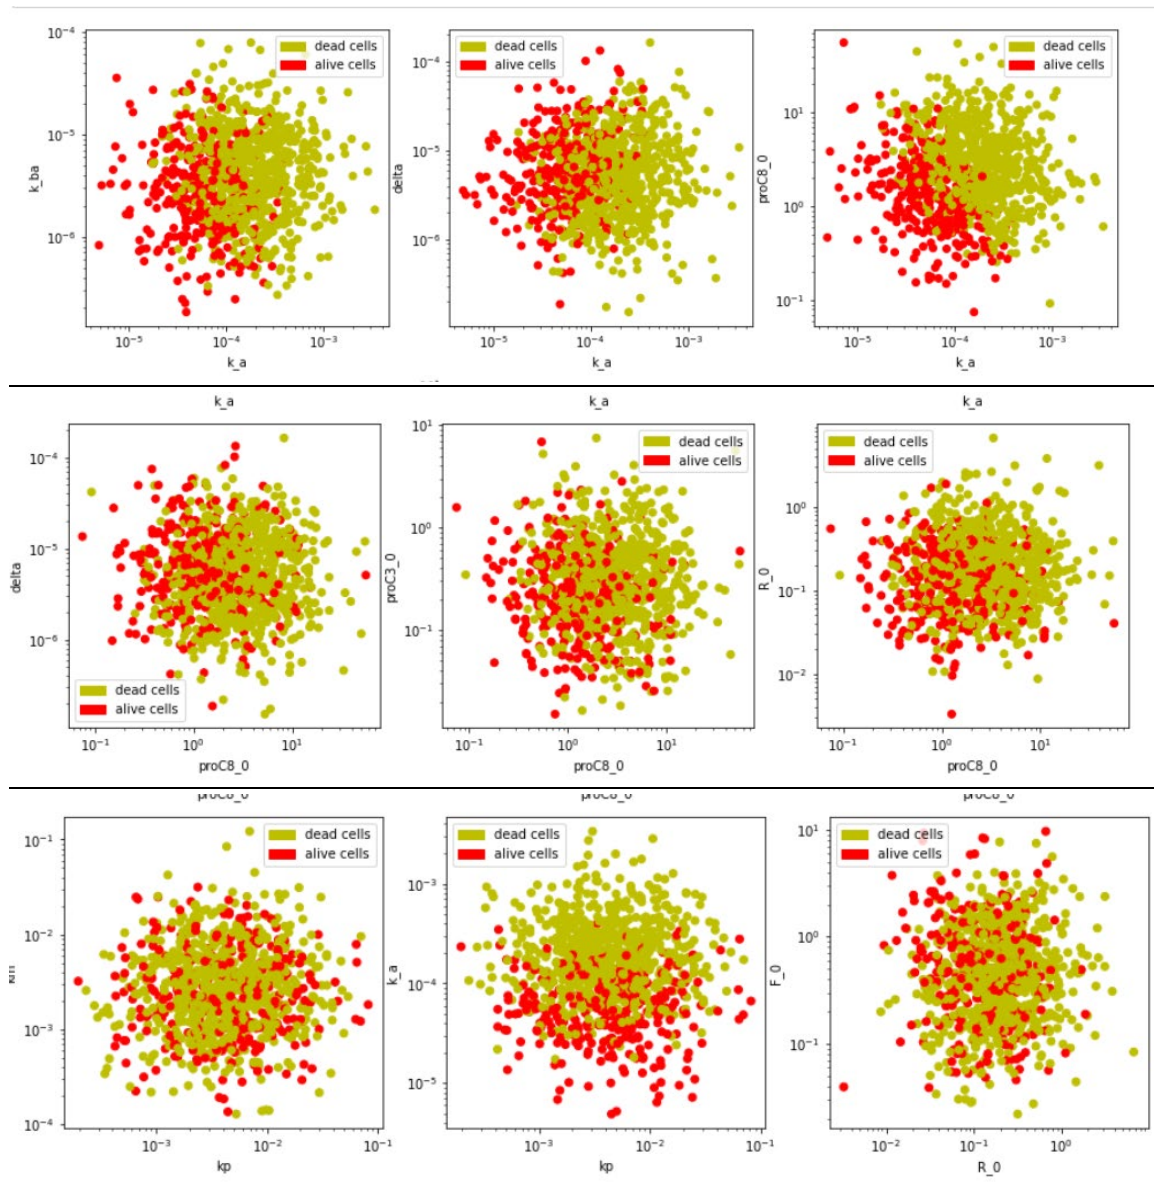 10⁻⁴ 10⁻⁵ 10⁻⁶
k_ba
dead cells
alive cells
10⁻⁵ 10⁻⁴ 10⁻³
k_a
10⁻⁴ 10⁻⁵ 10⁻⁶
delta
dead cells
alive cells
10⁻⁵ 10⁻⁴ 10⁻³
k_a
10¹ 10⁰ 10⁻¹
proC8_0
dead cells
alive cells
10⁻⁵ 10⁻⁴ 10⁻³
k_a
k_a
k_a
k_a
10⁻⁴ 10⁻⁵ 10⁻⁶
delta
dead cells
alive cells
10⁻¹ 10⁰ 10¹
proC8_0
10¹ 10⁰ 10⁻¹
proC3_0
dead cells
alive cells
10⁻¹ 10⁰ 10¹
proC8_0
10⁰ 10⁻¹ 10⁻²
R_0
dead cells
alive cells
10⁻¹ 10⁰ 10¹
proC8_0
proC8_0
proC8_0
proC8_0
10⁻¹ 10⁻² 10⁻³ 10⁻⁴
dead cells
alive cells
10⁻³ 10⁻² 10⁻¹
kp
10⁻³ 10⁻⁴ 10⁻⁵
k_a
dead cells
alive cells
10⁻³ 10⁻² 10⁻¹
kp
10¹ 10⁰ 10⁻¹
F_0
dead cells
alive cells
10⁻² 10⁻¹ 10⁰
R_0